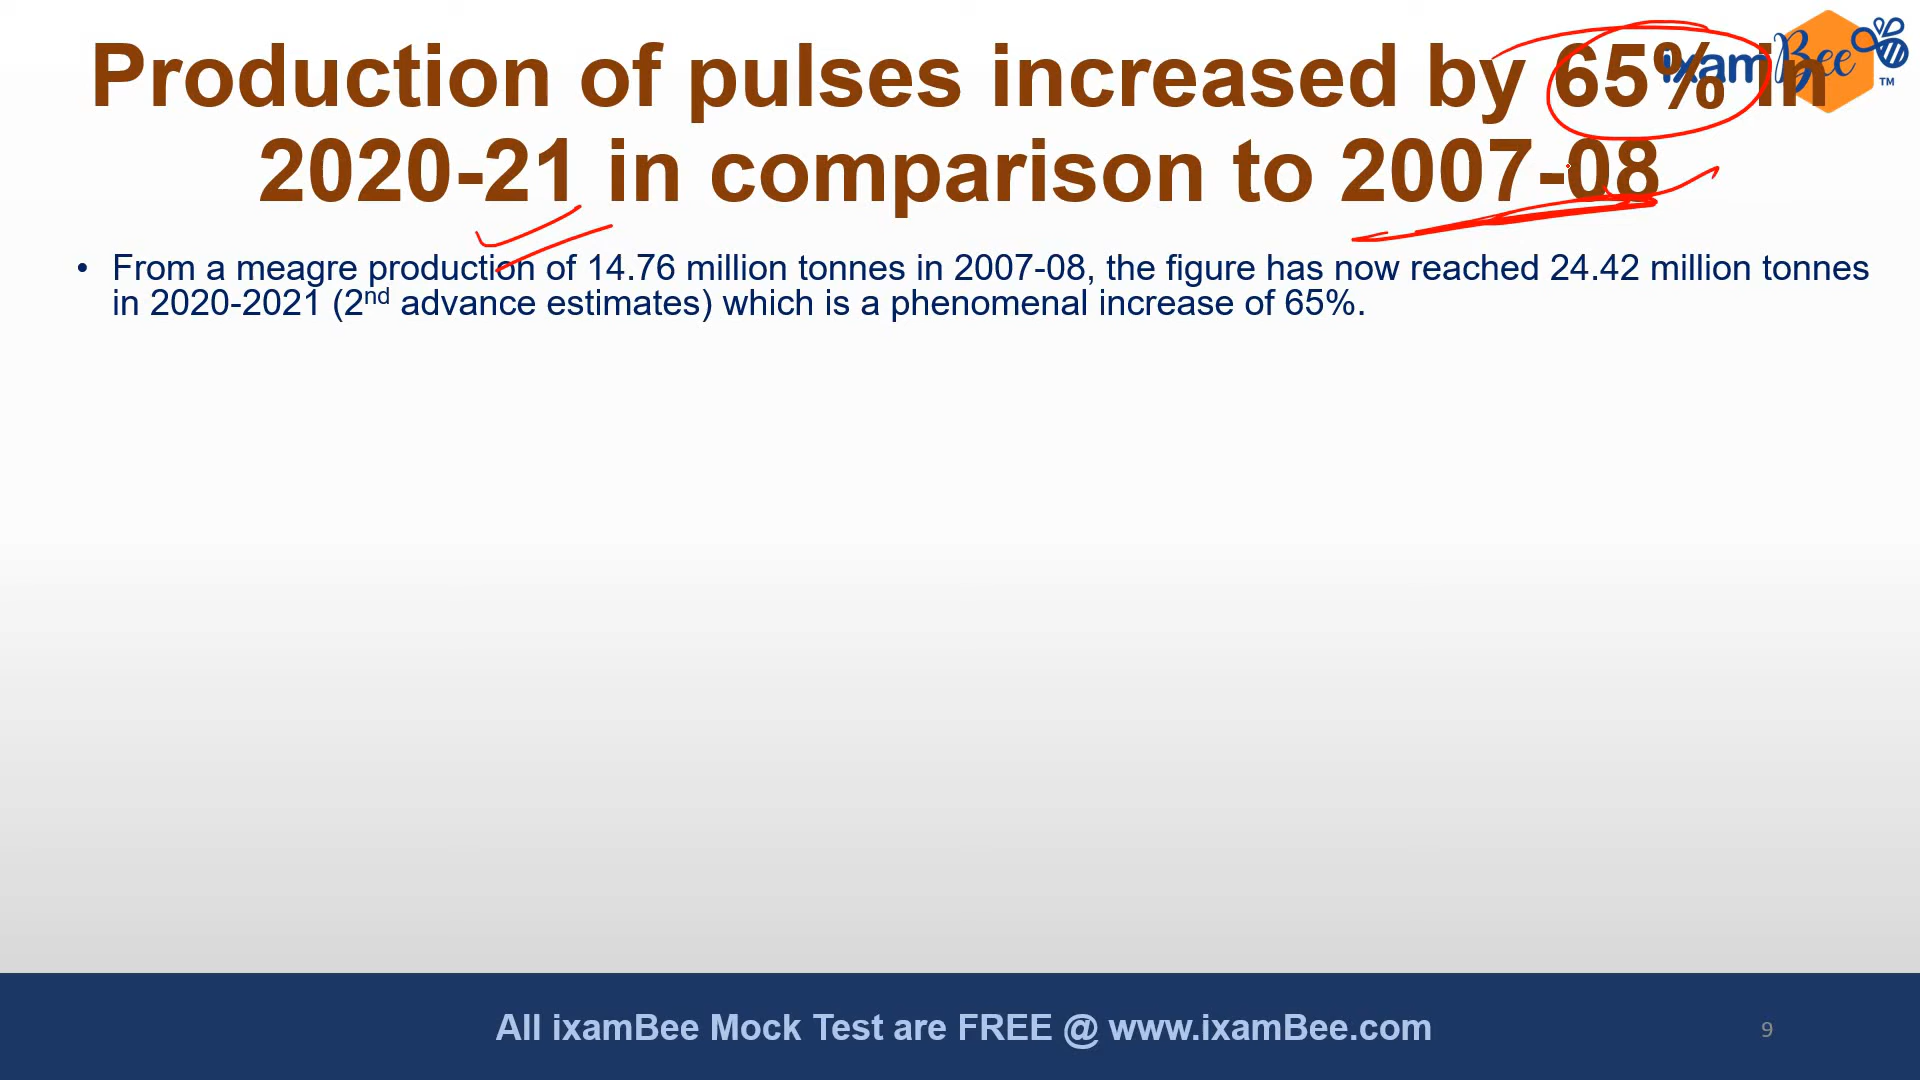 Production of pulses increased by 65% in
2020-21 in comparison to 2007-08
ixamBee™
• From a meagre production of 14.76 million tonnes in 2007-08, the figure has now reached 24.42 million tonnes
in 2020-2021 (2nd advance estimates) which is a phenomenal increase of 65%.
All ixamBee Mock Test are FREE @ www.ixamBee.com
9